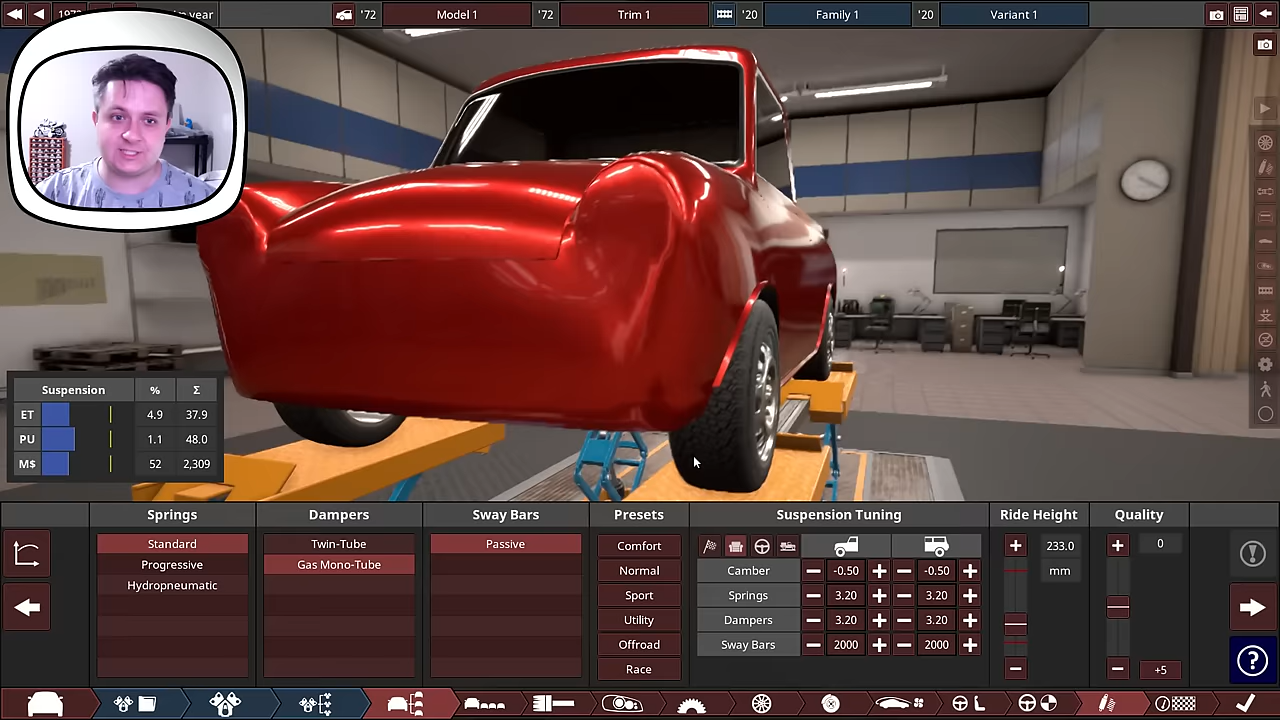 '72 Model 1 '72 Trim 1 '20 Family 1 '20 Variant 1
Suspension % Σ
ET 4.9 37.9
PU 1.1 48.0
M$ 52 2,309
Springs
Standard
Progressive
Hydropneumatic
Dampers
Twin-Tube
Gas Mono-Tube
Sway Bars
Passive
Presets
Comfort
Normal
Sport
Utility
Offroad
Race
Suspension Tuning
Camber - -0.50 + - -0.50 +
Springs - 3.20 + - 3.20 +
Dampers - 3.20 + - 3.20 +
Sway Bars - 2000 + - 2000 +
Ride Height
+ 233.0
mm
-
Quality
+ 0
- +5
?